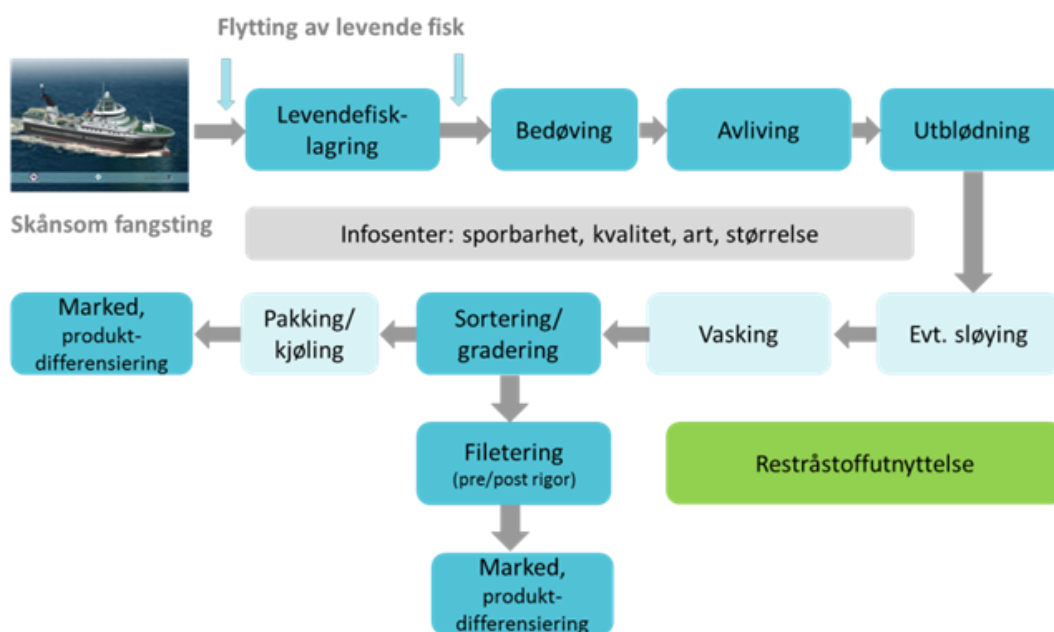 Flytting av levende fisk
Levendefisk-
lagring
Bedøving
Avliving
Utblødning
Skånsom fangsting
Infosenter: sporbarhet, kvalitet, art, størrelse
Marked,
produkt-
differensiering
Pakking/
kjøling
Sortering/
gradering
Vasking
Evt. sløying
Filetering
(pre/post rigor)
Restråstoffutnyttelse
Marked,
produkt-
differensiering